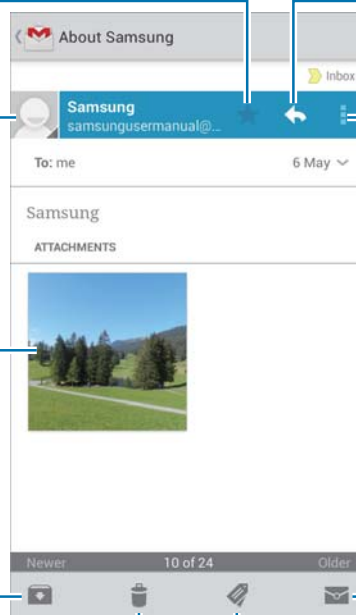 About Samsung
Inbox
Samsung
samsungusermanual@...
To: me 6 May
Samsung
ATTACHMENTS
Newer 10 of 24 Older